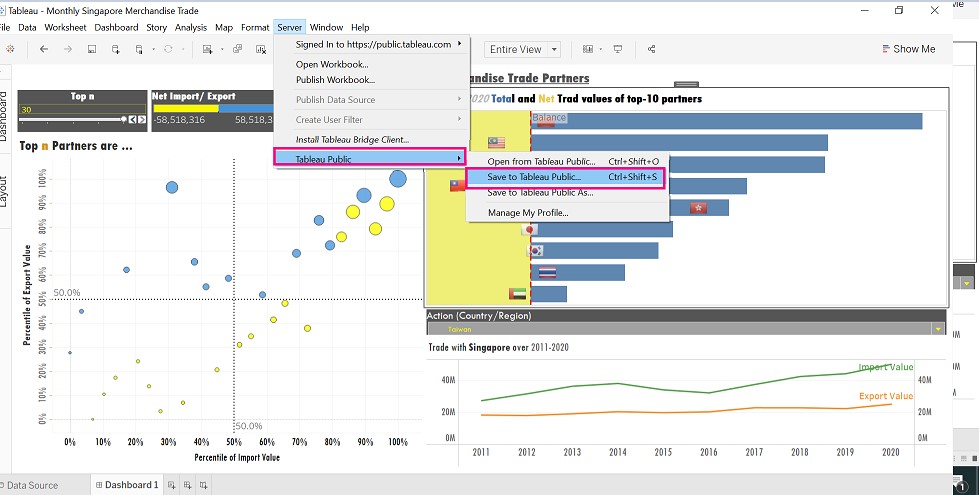 Tableau - Monthly Singapore Merchandise Trade
File Data Worksheet Dashboard Story Analysis Map Format Server Window Help
Entire View
Show Me
Signed In to https://public.tableau.com
Open Workbook...
Publish Workbook...
Publish Data Source
Create User Filter
Install Tableau Bridge Client...
Tableau Public
Open from Tableau Public... Ctrl+Shift+O
Save to Tableau Public... Ctrl+Shift+S
Save to Tableau Public As...
Manage My Profile...
Dashboard
Layout
Top n
30
Net Import/ Export
-58,518,316 58,518,3
Top n Partners are ...
100%
90%
80%
70%
60%
50%
40%
30%
20%
10%
0%
Percentile of Export Value
50.0%
50.0%
0% 10% 20% 30% 40% 50% 60% 70% 80% 90% 100%
Percentile of Import Value
handise Trade Partners
2020 Total and Net Trad values of top-10 partners
Balance
Action (Country/Region)
Taiwan
Trade with Singapore over 2011-2020
Import Value
Export Value
40M 40M
20M 20M
0M 0M
2011 2012 2013 2014 2015 2016 2017 2018 2019 2020
Data Source Dashboard 1
1